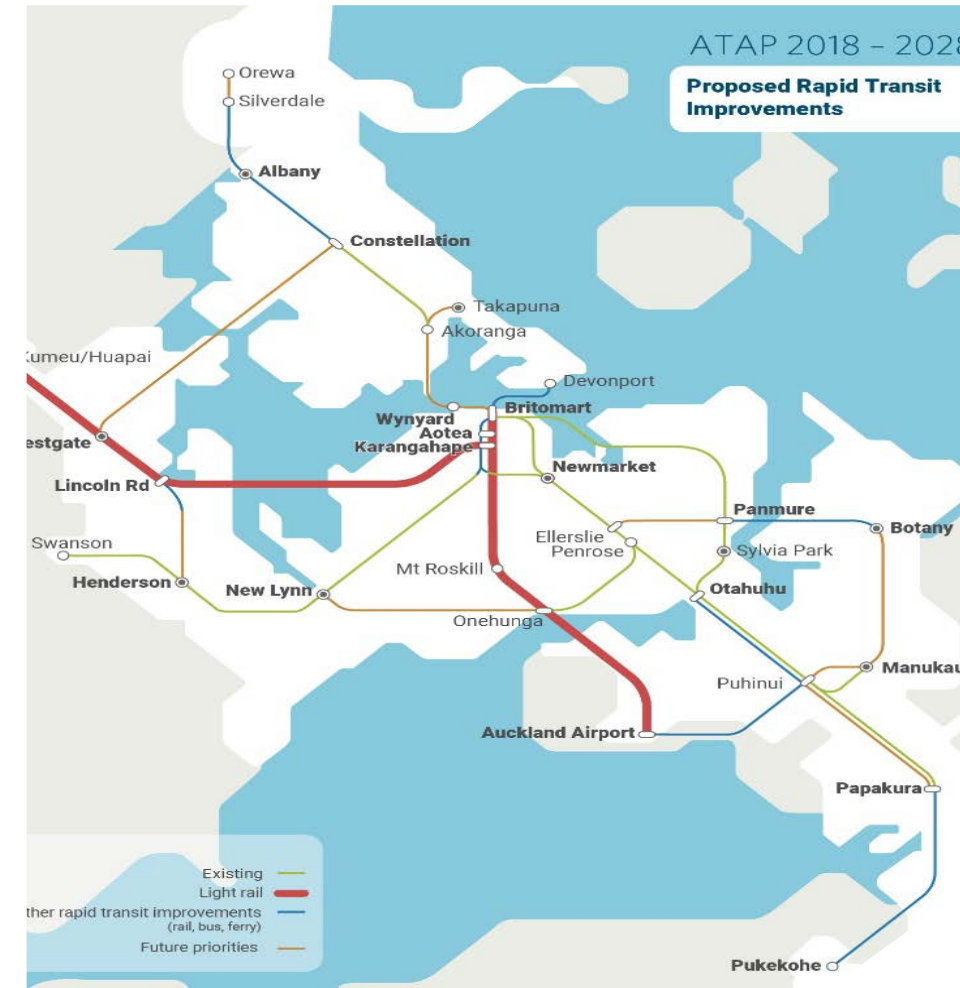 ATAP 2018 – 2028
Proposed Rapid Transit
Improvements
Orewa
Silverdale
Albany
Constellation
Takapuna
Akoranga
Kumeu/Huapai
Devonport
Britomart
Wynyard
Aotea
Karangahape
estgate
Newmarket
Lincoln Rd
Panmure
Ellerslie
Botany
Swanson
Penrose
Sylvia Park
Mt Roskill
Henderson
New Lynn
Otahuhu
Onehunga
Manukau
Puhinui
Auckland Airport
Papakura
Existing
Light rail
ther rapid transit improvements
(rail, bus, ferry)
Future priorities
Pukekohe